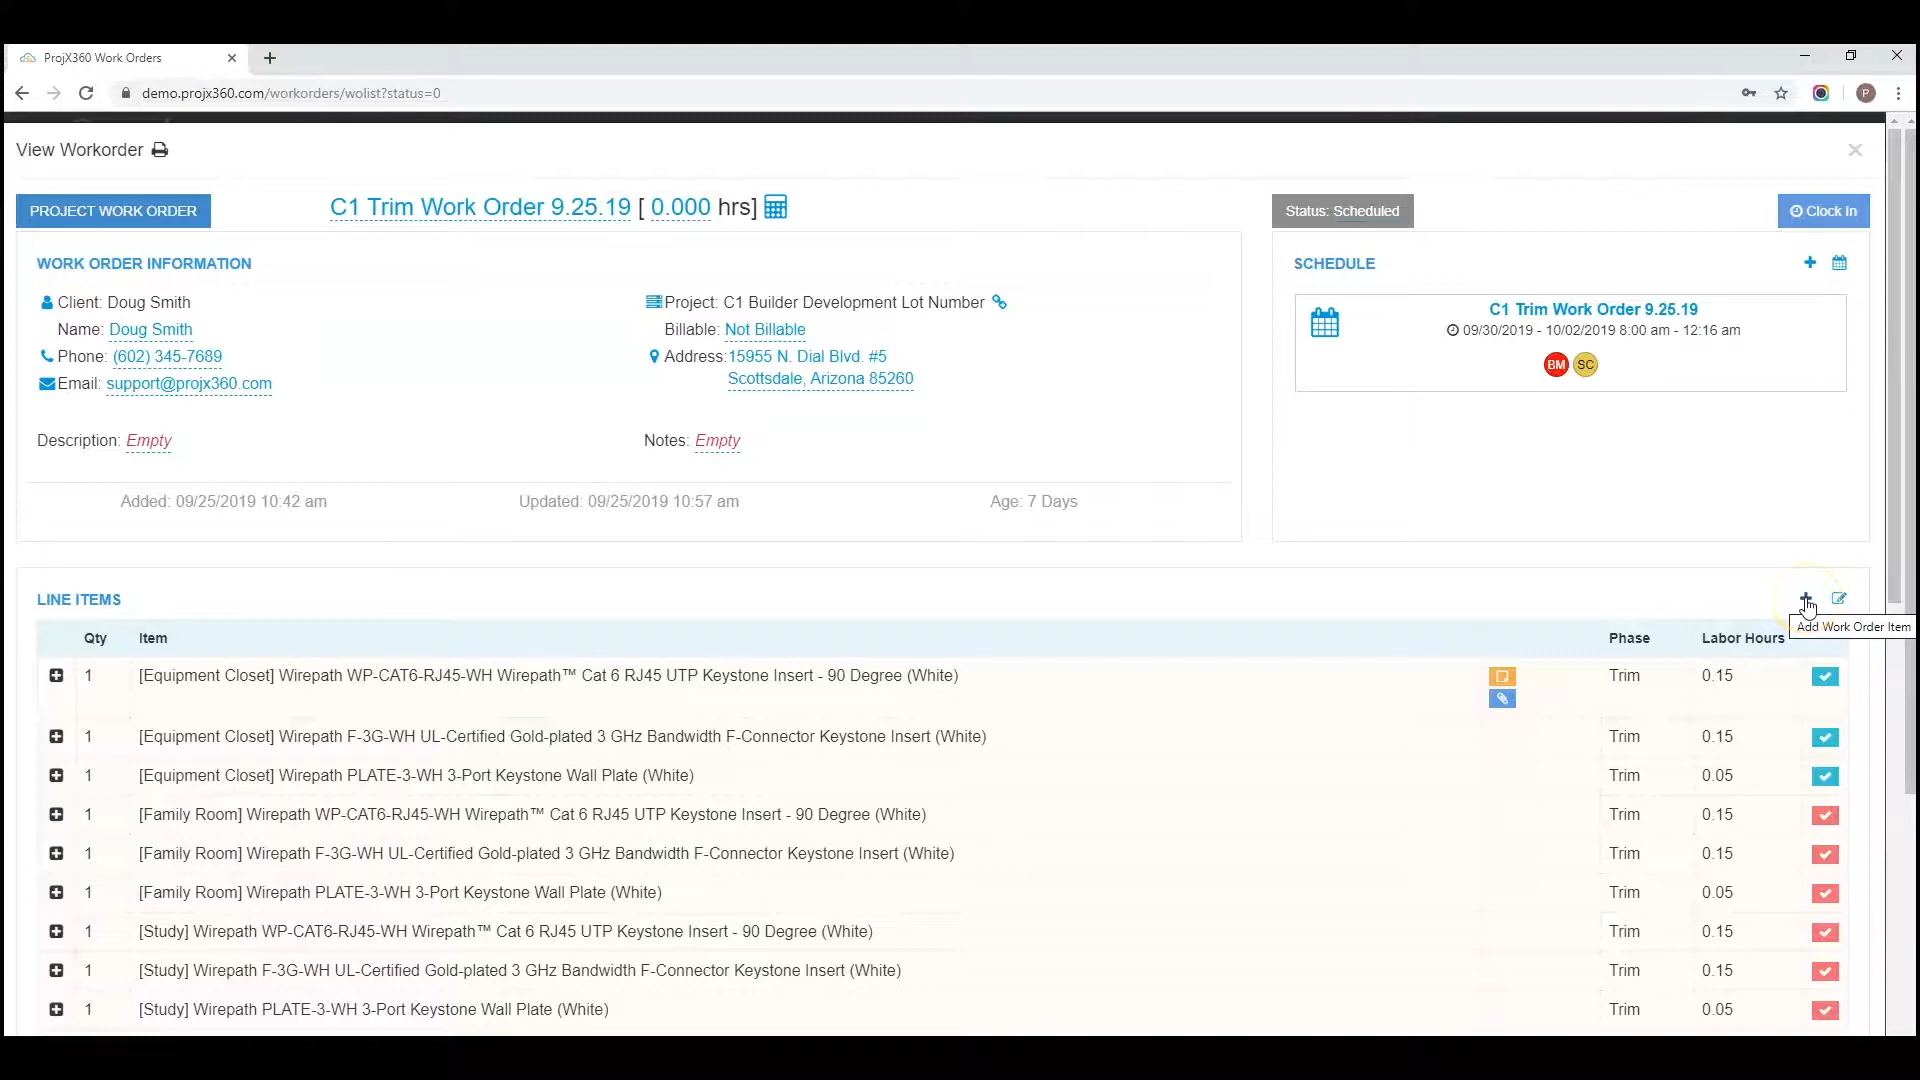 ProjX360 Work Orders
demo.projx360.com/workorders/wolist?status=0
P
View Workorder
PROJECT WORK ORDER
C1 Trim Work Order 9.25.19 [ 0.000 hrs]
Status: Scheduled
Clock In
WORK ORDER INFORMATION
Client: Doug Smith
Name: Doug Smith
Phone: (602) 345-7689
Email: support@projx360.com
Project: C1 Builder Development Lot Number
Billable: Not Billable
Address: 15955 N. Dial Blvd. #5
Scottsdale, Arizona 85260
Description: Empty
Notes: Empty
Added: 09/25/2019 10:42 am
Updated: 09/25/2019 10:57 am
Age: 7 Days
SCHEDULE
C1 Trim Work Order 9.25.19
09/30/2019 - 10/02/2019 8:00 am - 12:16 am
BM SC
LINE ITEMS
Add Work Order Item
Qty Item Phase Labor Hours
1 [Equipment Closet] Wirepath WP-CAT6-RJ45-WH Wirepath™ Cat 6 RJ45 UTP Keystone Insert - 90 Degree (White) Trim 0.15
1 [Equipment Closet] Wirepath F-3G-WH UL-Certified Gold-plated 3 GHz Bandwidth F-Connector Keystone Insert (White) Trim 0.15
1 [Equipment Closet] Wirepath PLATE-3-WH 3-Port Keystone Wall Plate (White) Trim 0.05
1 [Family Room] Wirepath WP-CAT6-RJ45-WH Wirepath™ Cat 6 RJ45 UTP Keystone Insert - 90 Degree (White) Trim 0.15
1 [Family Room] Wirepath F-3G-WH UL-Certified Gold-plated 3 GHz Bandwidth F-Connector Keystone Insert (White) Trim 0.15
1 [Family Room] Wirepath PLATE-3-WH 3-Port Keystone Wall Plate (White) Trim 0.05
1 [Study] Wirepath WP-CAT6-RJ45-WH Wirepath™ Cat 6 RJ45 UTP Keystone Insert - 90 Degree (White) Trim 0.15
1 [Study] Wirepath F-3G-WH UL-Certified Gold-plated 3 GHz Bandwidth F-Connector Keystone Insert (White) Trim 0.15
1 [Study] Wirepath PLATE-3-WH 3-Port Keystone Wall Plate (White) Trim 0.05